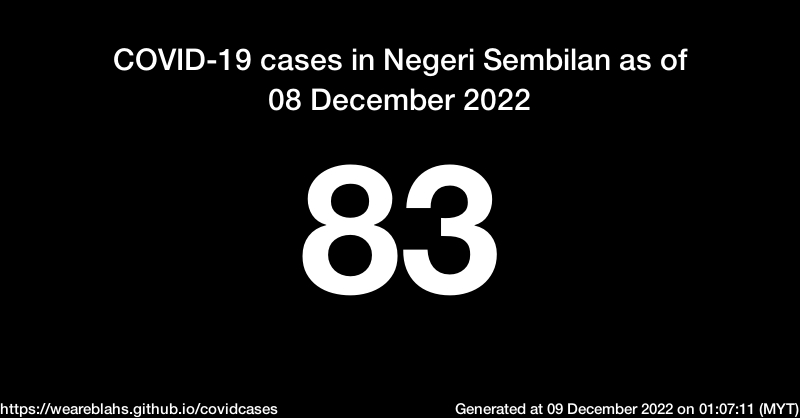 COVID-19 cases in Negeri Sembilan as of
08 December 2022
83
https://weareblahs.github.io/covidcases
Generated at 09 December 2022 on 01:07:11 (MYT)